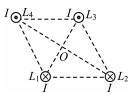 I L₄ I L₃
O
L₁ L₂
I I